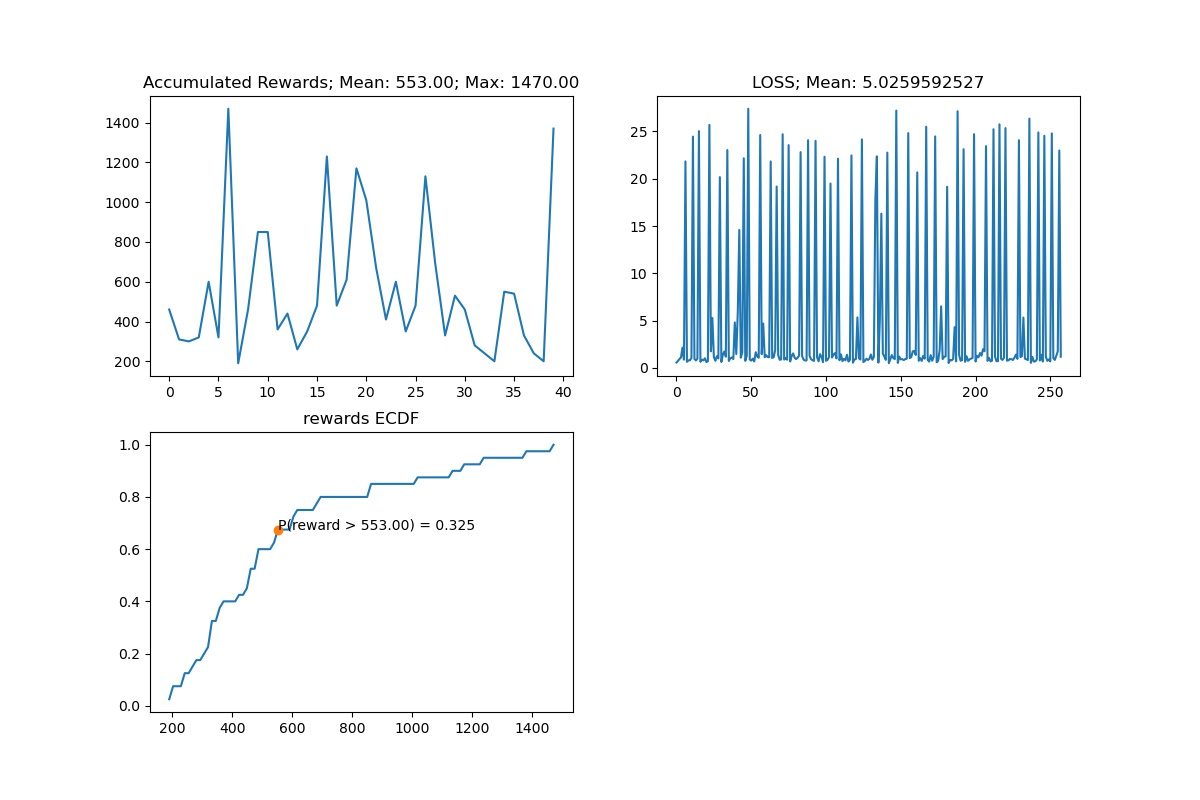 Accumulated Rewards; Mean: 553.00; Max: 1470.00
1400
1200
1000
800
600
400
200
0 5 10 15 20 25 30 35 40
LOSS; Mean: 5.0259592527
25
20
15
10
5
0
0 50 100 150 200 250
rewards ECDF
1.0
0.8
0.6
0.4
0.2
0.0
P(reward > 553.00) = 0.325
200 400 600 800 1000 1200 1400